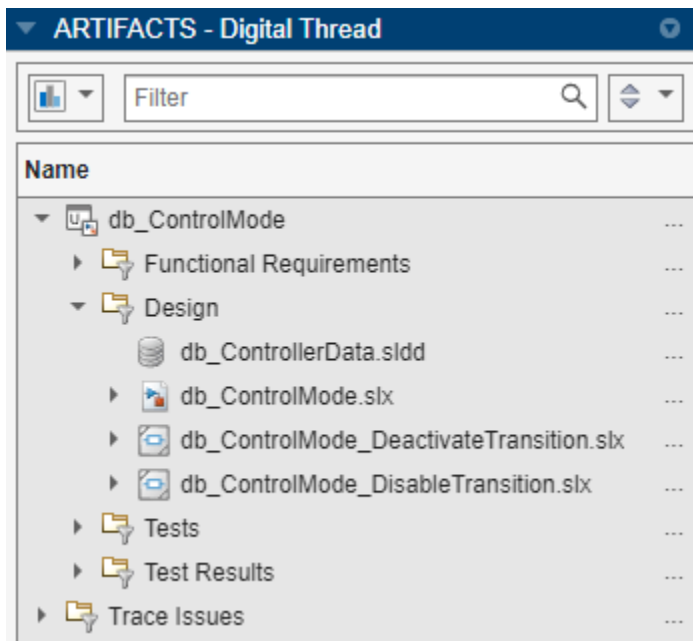 ARTIFACTS - Digital Thread
Filter
Name
db_ControlMode ...
Functional Requirements ...
Design ...
db_ControllerData.sldd ...
db_ControlMode.slx ...
db_ControlMode_DeactivateTransition.slx ...
db_ControlMode_DisableTransition.slx ...
Tests ...
Test Results ...
Trace Issues ...